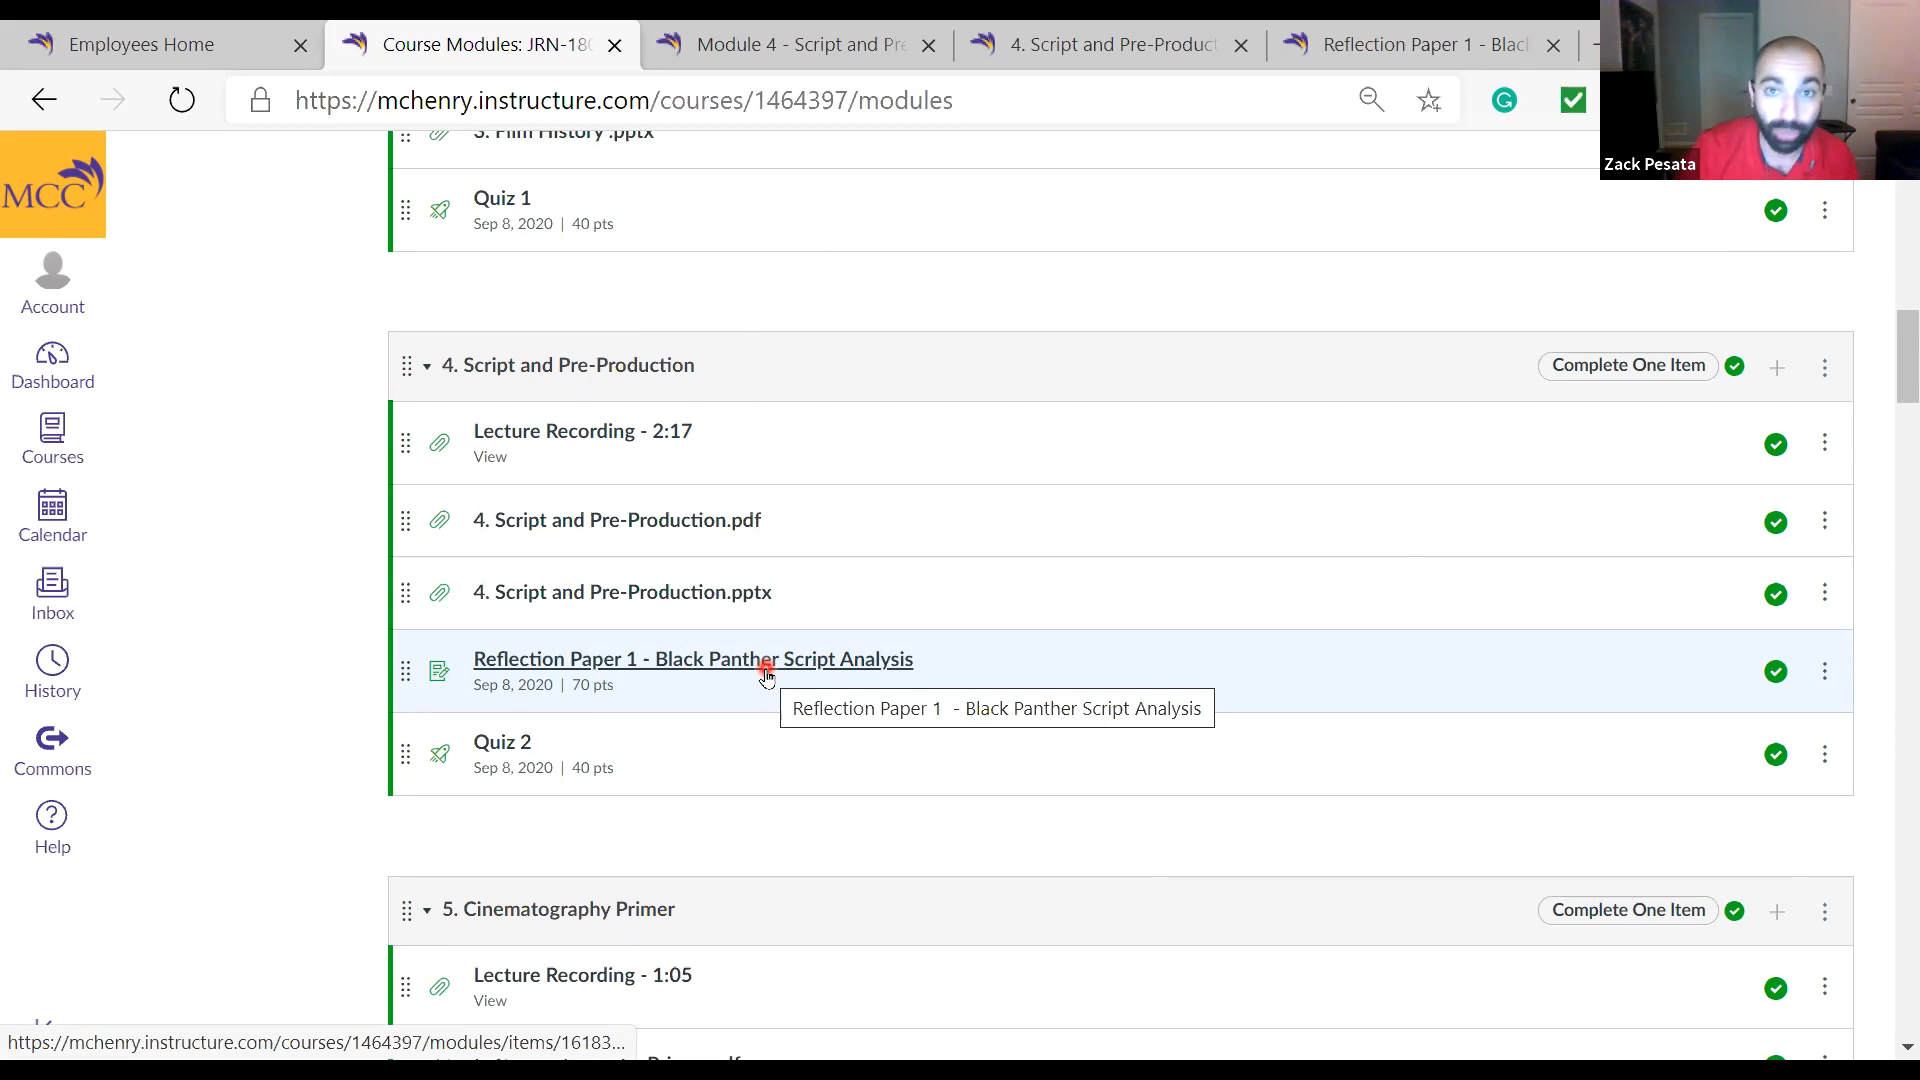 Employees Home
Course Modules: JRN-18
Module 4 - Script and Pre
4. Script and Pre-Product
Reflection Paper 1 - Blac
https://mchenry.instructure.com/courses/1464397/modules
Zack Pesata
MCC
Account
Dashboard
Courses
Calendar
Inbox
History
Commons
Help
3. Film History .pptx
Quiz 1
Sep 8, 2020 | 40 pts
4. Script and Pre-Production
Complete One Item
Lecture Recording - 2:17
View
4. Script and Pre-Production.pdf
4. Script and Pre-Production.pptx
Reflection Paper 1 - Black Panther Script Analysis
Sep 8, 2020 | 70 pts
Reflection Paper 1 - Black Panther Script Analysis
Quiz 2
Sep 8, 2020 | 40 pts
5. Cinematography Primer
Complete One Item
Lecture Recording - 1:05
View
https://mchenry.instructure.com/courses/1464397/modules/items/16183...